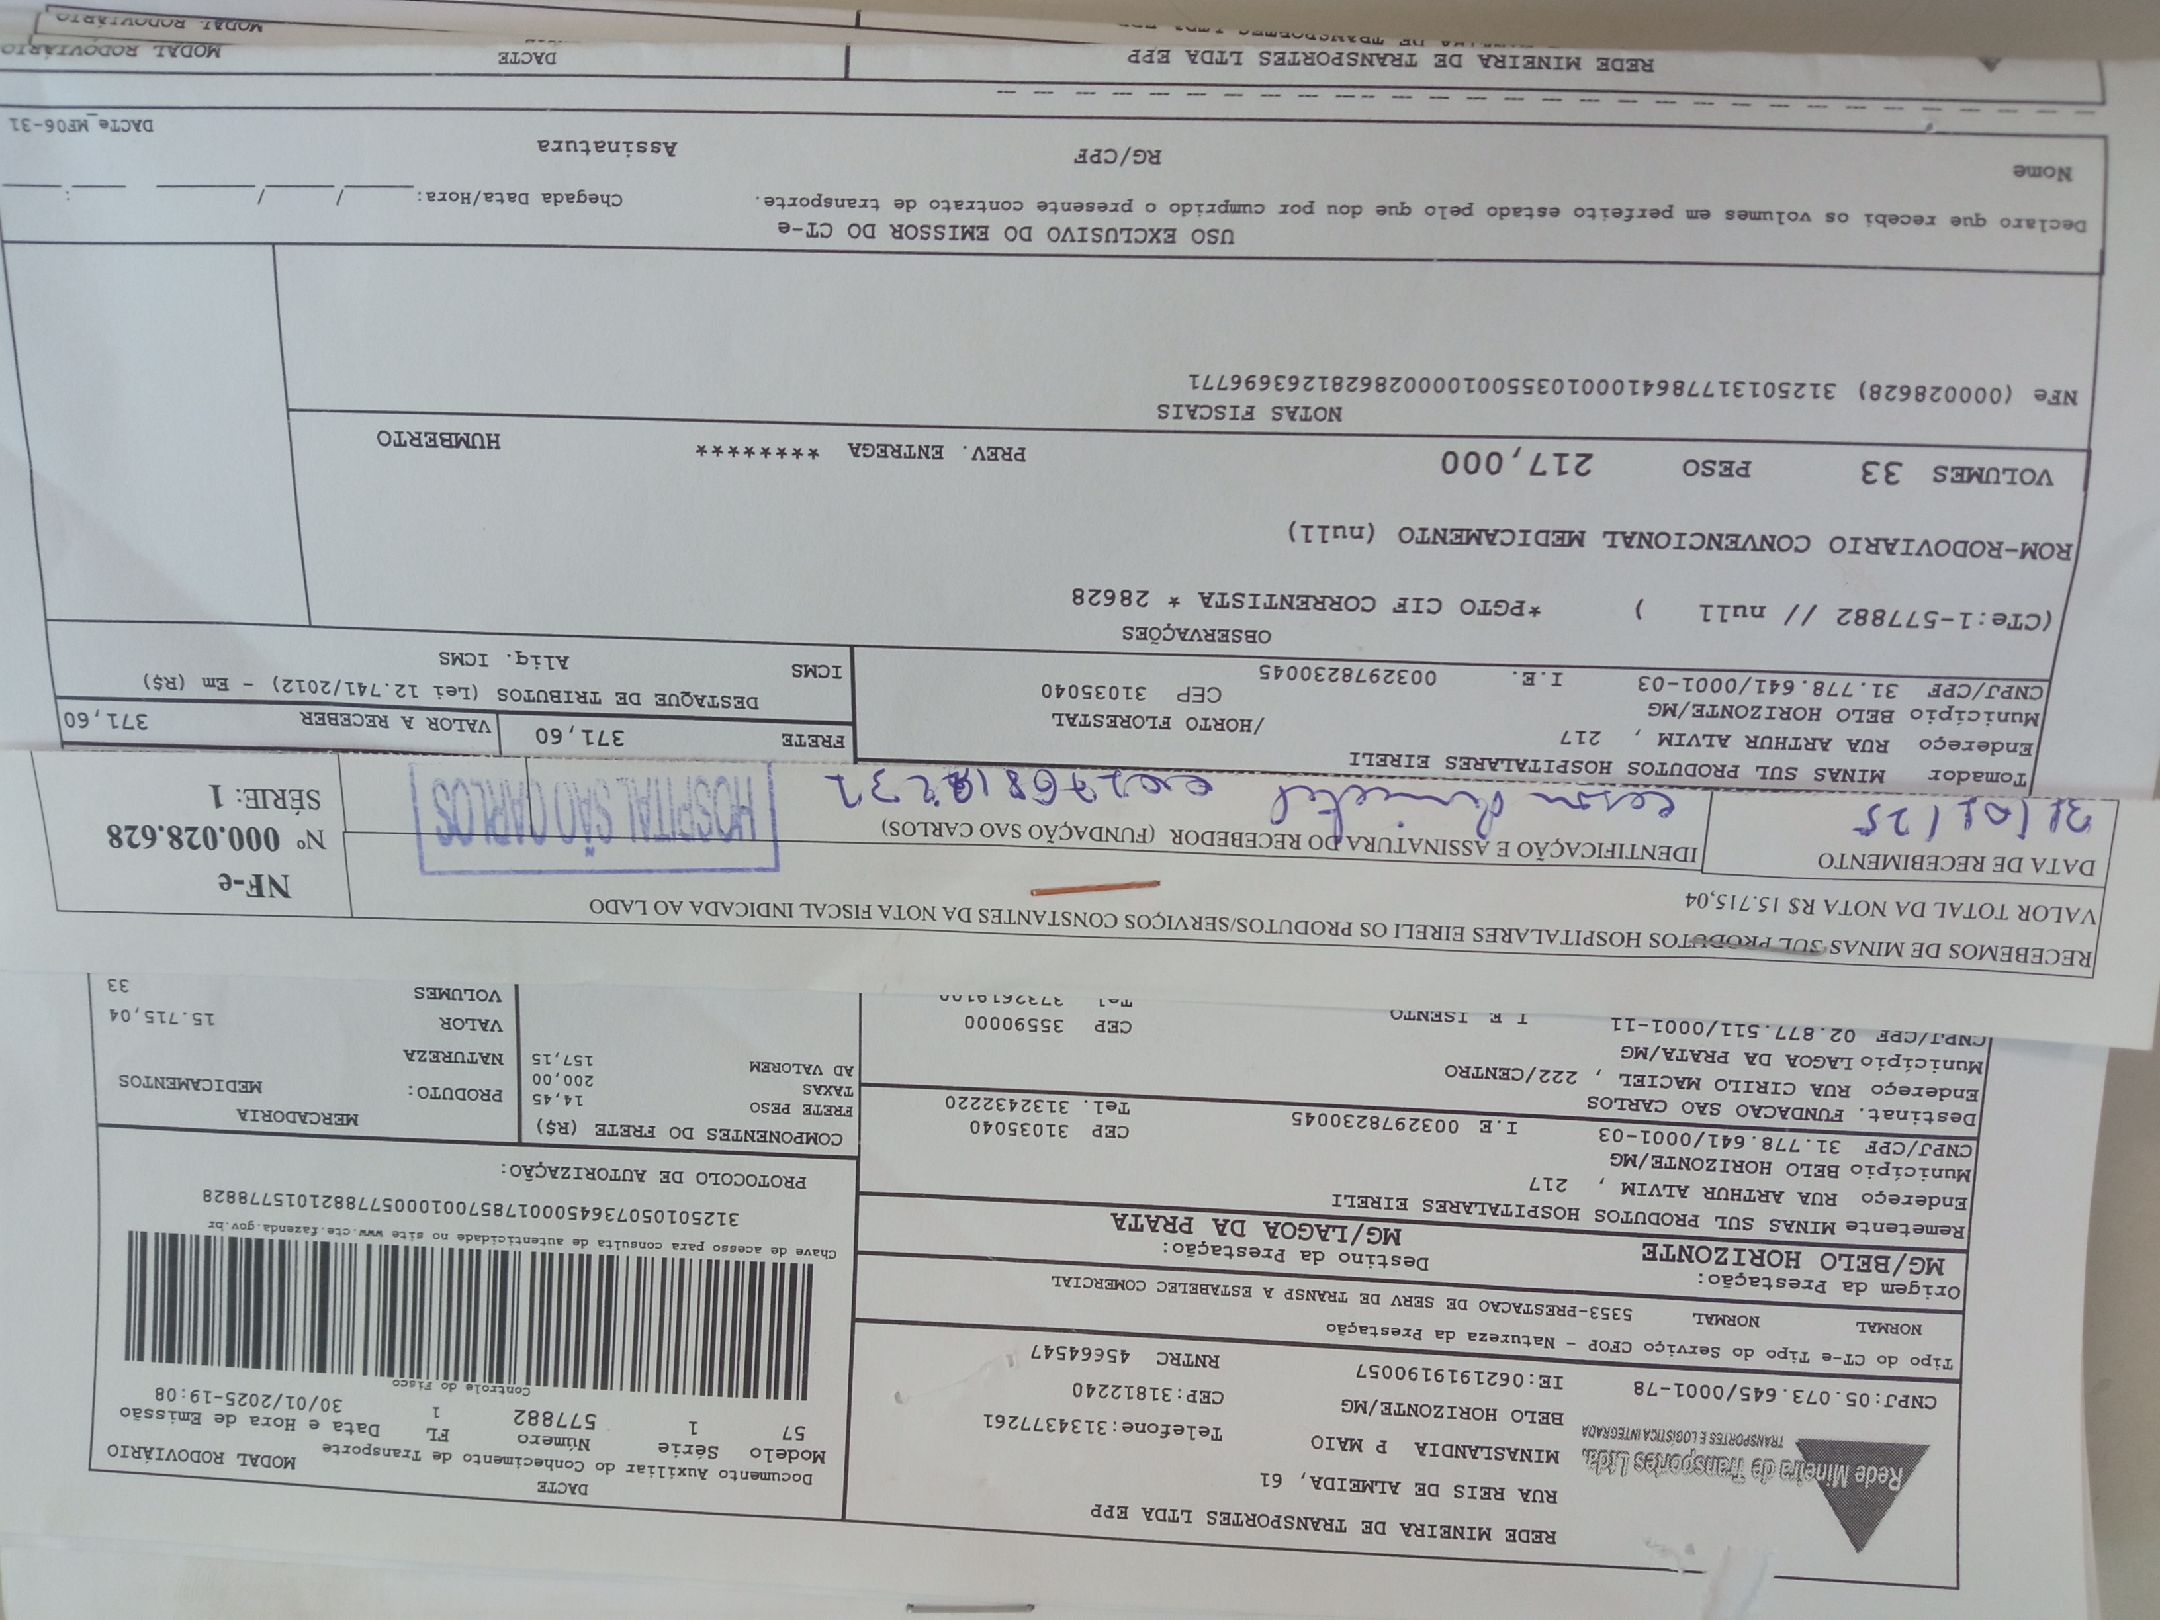 REDE MINEIRA DE TRANSPORTES LTDA EPP
RUA REIS DE ALMEIDA, 61
MINASLANDIA P MAIO Telefone:3134377261
BELO HORIZONTE/MG CEP:31812240
Rede Mineira de Transportes Ltda.
TRANSPORTES E LOGÍSTICA INTEGRADA
CNPJ:05.073.645/0001-78 IE:0621919190057 RNTRC 45664547
DACTE
Documento Auxiliar do Conhecimento de Transporte MODAL RODOVIÁRIO
Modelo Série Número FL Data e Hora de Emissão
57 1 577882 1 30/01/2025-19:08
Controle do Fisco
Chave de acesso para consulta de autenticidade no site www.cte.fazenda.gov.br
31250105073645000178570010005778821015778828
PROTOCOLO DE AUTORIZAÇÃO:
Tipo do CT-e Tipo do Serviço CFOP - Natureza da Prestação
NORMAL NORMAL 5353-PRESTACAO DE SERV DE TRANSP A ESTABELEC COMERCIAL
Origem da Prestação: Destino da Prestação:
MG/BELO HORIZONTE MG/LAGOA DA PRATA
Remetente MINAS SUL PRODUTOS HOSPITALARES EIRELI
Endereço RUA ARTHUR ALVIM , 217
Município BELO HORIZONTE/MG CEP 31035040
CNPJ/CPF 31.778.641/0001-03 I.E 0032978230045 Tel. 3132432220
Destinat. FUNDACAO SAO CARLOS
Endereço RUA CIRILO MACIEL , 222/CENTRO
Município LAGOA DA PRATA/MG CEP 35590000
CNPJ/CPF 02.877.511/0001-11 I E ISENTO Tel
COMPONENTES DO FRETE (R$)
FRETE PESO 14,45
TAXAS 200,00
AD VALOREM 157,15
MERCADORIA
PRODUTO: MEDICAMENTOS
NATUREZA
VALOR 15.715,04
VOLUMES 33
RECEBEMOS DE MINAS SUL PRODUTOS HOSPITALARES EIRELI OS PRODUTOS/SERVIÇOS CONSTANTES DA NOTA FISCAL INDICADA AO LADO
VALOR TOTAL DA NOTA R$ 15.715,04
DATA DE RECEBIMENTO IDENTIFICAÇÃO E ASSINATURA DO RECEBEDOR (FUNDAÇÃO SAO CARLOS)
31/01/25
HOSPITAL SÃO CARLOS
NF-e
Nº 000.028.628
SÉRIE: 1
Tomador MINAS SUL PRODUTOS HOSPITALARES EIRELI
Endereço RUA ARTHUR ALVIM , 217 /HORTO FLORESTAL
Município BELO HORIZONTE/MG CEP 31035040
CNPJ/CPF 31.778.641/0001-03 I.E. 0032978230045
FRETE 371,60 VALOR A RECEBER 371,60
DESTAQUE DE TRIBUTOS (Lei 12.741/2012) - Em (R$)
ICMS Aliq. ICMS
OBSERVAÇÕES
(CTe:1-577882 // null ) *PGTO CIF CORRENTISTA * 28628
ROM-RODOVIARIO CONVENCIONAL MEDICAMENTO (null)
VOLUMES 33 PESO 217,000 PREV. ENTREGA ******** HUMBERTO
NOTAS FISCAIS
NFe (000028628) 31250131778641000103550010000286281263696771
USO EXCLUSIVO DO EMISSOR DO CT-e
Declaro que recebi os volumes em perfeito estado pelo que dou por cumprido o presente contrato de transporte. Chegada Data/Hora: / / :
Nome RG/CPF Assinatura
DACTe_MF06-31
REDE MINEIRA DE TRANSPORTES LTDA EPP DACTE MODAL RODOVIÁRIO
MODAL RODOVIÁRIO